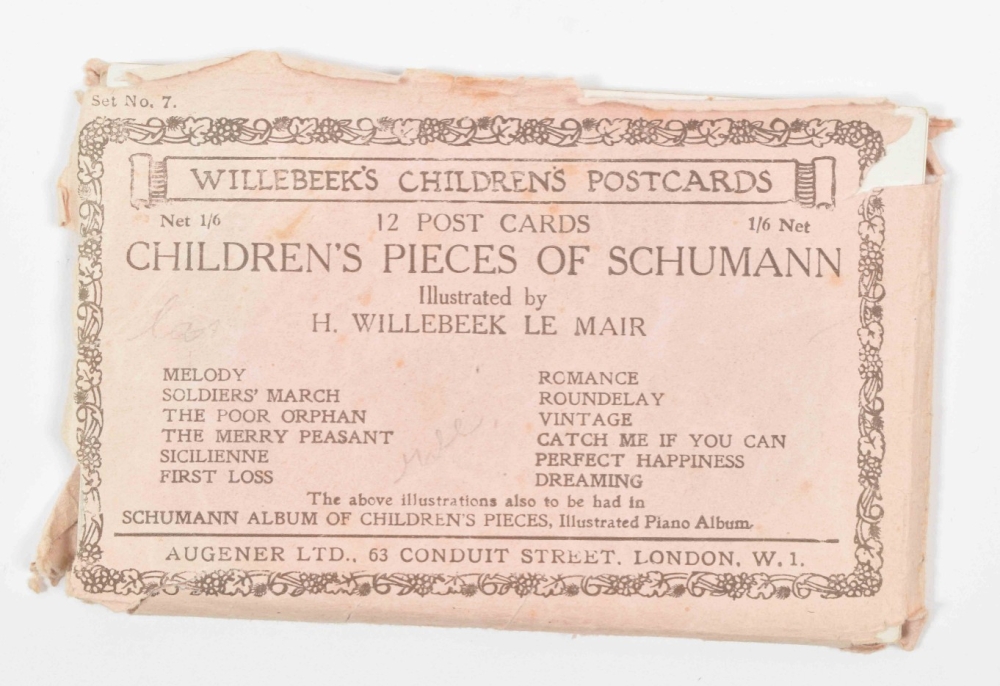 Set No. 7.
WILLEBEEK'S CHILDREN'S POSTCARDS
Net 1/6 12 POST CARDS 1/6 Net
CHILDREN'S PIECES OF SCHUMANN
Illustrated by
H. WILLEBEEK LE MAIR
MELODY
SOLDIERS' MARCH
THE POOR ORPHAN
THE MERRY PEASANT
SICILIENNE
FIRST LOSS
ROMANCE
ROUNDELAY
VINTAGE
CATCH ME IF YOU CAN
PERFECT HAPPINESS
DREAMING
The above illustrations also to be had in
SCHUMANN ALBUM OF CHILDREN'S PIECES, Illustrated Piano Album.
AUGENER LTD., 63 CONDUIT STREET, LONDON, W.1.